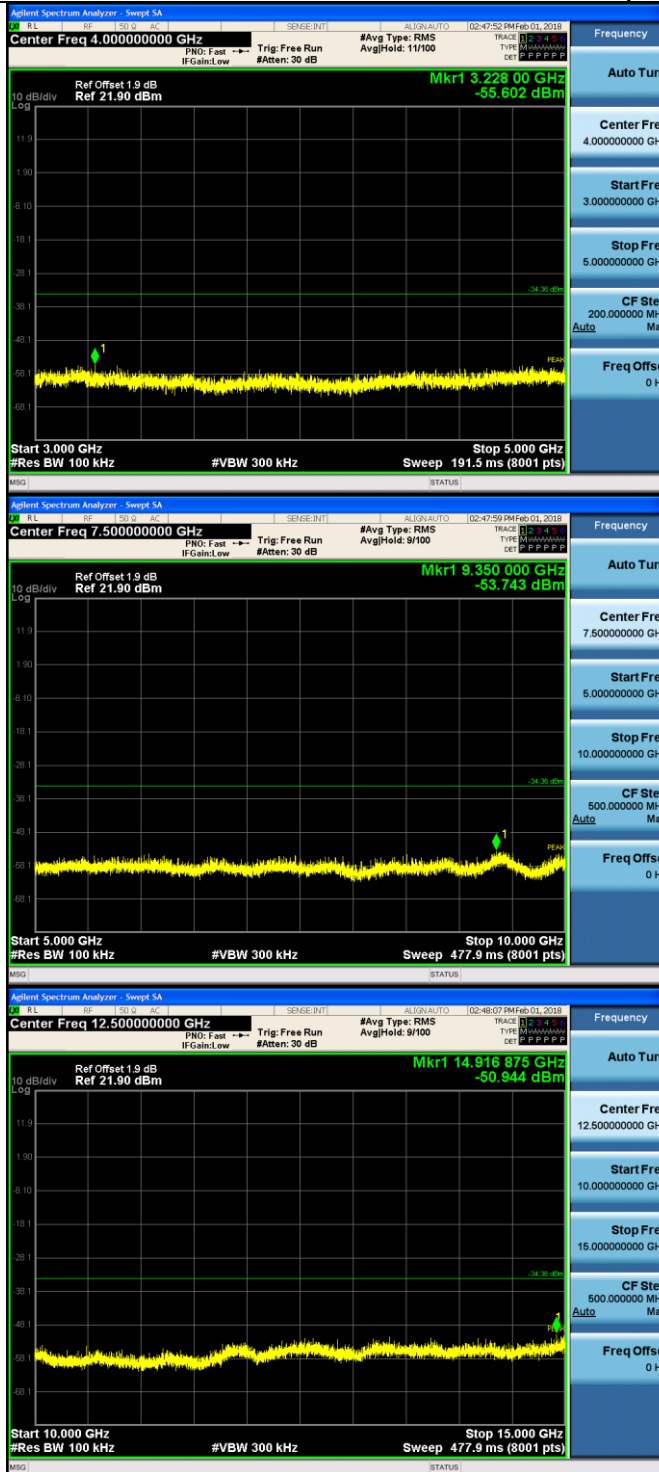 Agilent Spectrum Analyzer - Swept SA
RL RF 50 Ω AC SENSE:INT ALIGNAUTO 02:47:52 PM Feb 01, 2018
Center Freq 4.000000000 GHz
PNO: Fast
IFGain:Low
Trig: Free Run
#Atten: 30 dB
#Avg Type: RMS
Avg|Hold: 11/100
TRACE 1 2 3 4 5 6
TYPE M
DET P P P P P P
Frequency
Mkr1 3.228 00 GHz
-55.602 dBm
Ref Offset 1.9 dB
10 dB/div Ref 21.90 dBm
Log
11.9
1.90
-8.10
-18.1
-28.1
-34.36 dBm
-38.1
-48.1
1
PEAK
-58.1
-68.1
Start 3.000 GHz Stop 5.000 GHz
#Res BW 100 kHz #VBW 300 kHz Sweep 191.5 ms (8001 pts)
MSG STATUS
Auto Tun
Center Fre
4.000000000 GH
Start Fre
3.000000000 GH
Stop Fre
5.000000000 GH
CF Ste
200.000000 MH
Auto Ma
Freq Offse
0 H
Agilent Spectrum Analyzer - Swept SA
RL RF 50 Ω AC SENSE:INT ALIGNAUTO 02:47:59 PM Feb 01, 2018
Center Freq 7.500000000 GHz
PNO: Fast
IFGain:Low
Trig: Free Run
#Atten: 30 dB
#Avg Type: RMS
Avg|Hold: 9/100
TRACE 1 2 3 4 5 6
TYPE M
DET P P P P P P
Frequency
Mkr1 9.350 000 GHz
-53.743 dBm
Ref Offset 1.9 dB
10 dB/div Ref 21.90 dBm
Log
11.9
1.90
-8.10
-18.1
-28.1
-34.36 dBm
-38.1
-48.1
1
PEAK
-58.1
-68.1
Start 5.000 GHz Stop 10.000 GHz
#Res BW 100 kHz #VBW 300 kHz Sweep 477.9 ms (8001 pts)
MSG STATUS
Auto Tun
Center Fre
7.500000000 GH
Start Fre
5.000000000 GH
Stop Fre
10.000000000 GH
CF Ste
500.000000 MH
Auto Ma
Freq Offse
0 H
Agilent Spectrum Analyzer - Swept SA
RL RF 50 Ω AC SENSE:INT ALIGNAUTO 02:48:07 PM Feb 01, 2018
Center Freq 12.500000000 GHz
PNO: Fast
IFGain:Low
Trig: Free Run
#Atten: 30 dB
#Avg Type: RMS
Avg|Hold: 9/100
TRACE 1 2 3 4 5 6
TYPE M
DET P P P P P P
Frequency
Mkr1 14.916 875 GHz
-50.944 dBm
Ref Offset 1.9 dB
10 dB/div Ref 21.90 dBm
Log
11.9
1.90
-8.10
-18.1
-28.1
-34.36 dBm
-38.1
-48.1
1
PEAK
-58.1
-68.1
Start 10.000 GHz Stop 15.000 GHz
#Res BW 100 kHz #VBW 300 kHz Sweep 477.9 ms (8001 pts)
MSG STATUS
Auto Tun
Center Fre
12.500000000 GH
Start Fre
10.000000000 GH
Stop Fre
15.000000000 GH
CF Ste
500.000000 MH
Auto Ma
Freq Offse
0 H